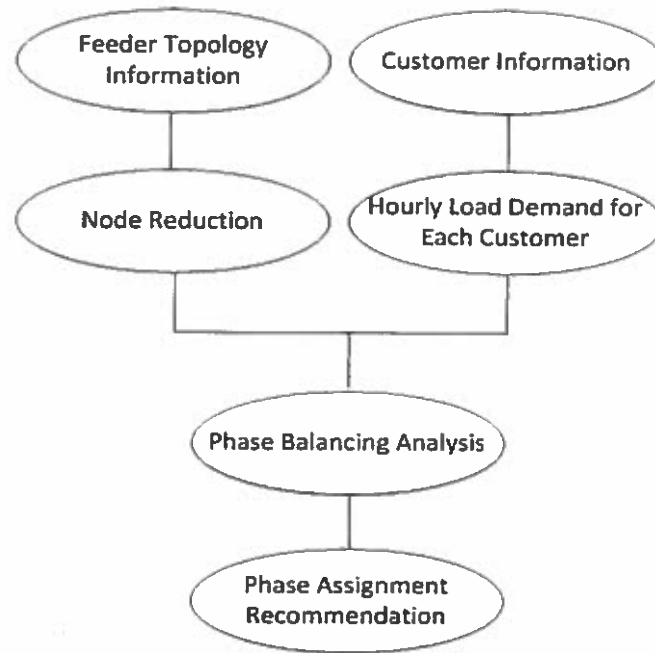 Feeder Topology
Information
Customer Information
Node Reduction
Hourly Load Demand for
Each Customer
Phase Balancing Analysis
Phase Assignment
Recommendation